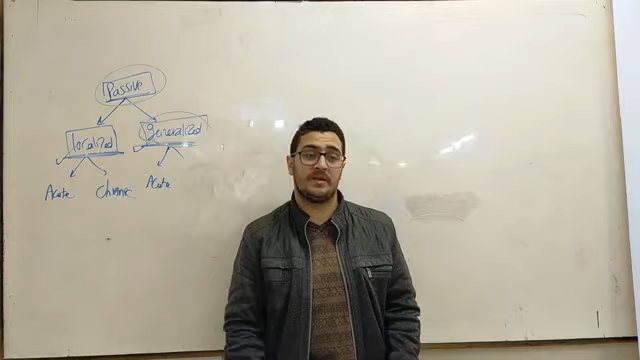 Passive
localized
generalized
Acute Chronic Acute